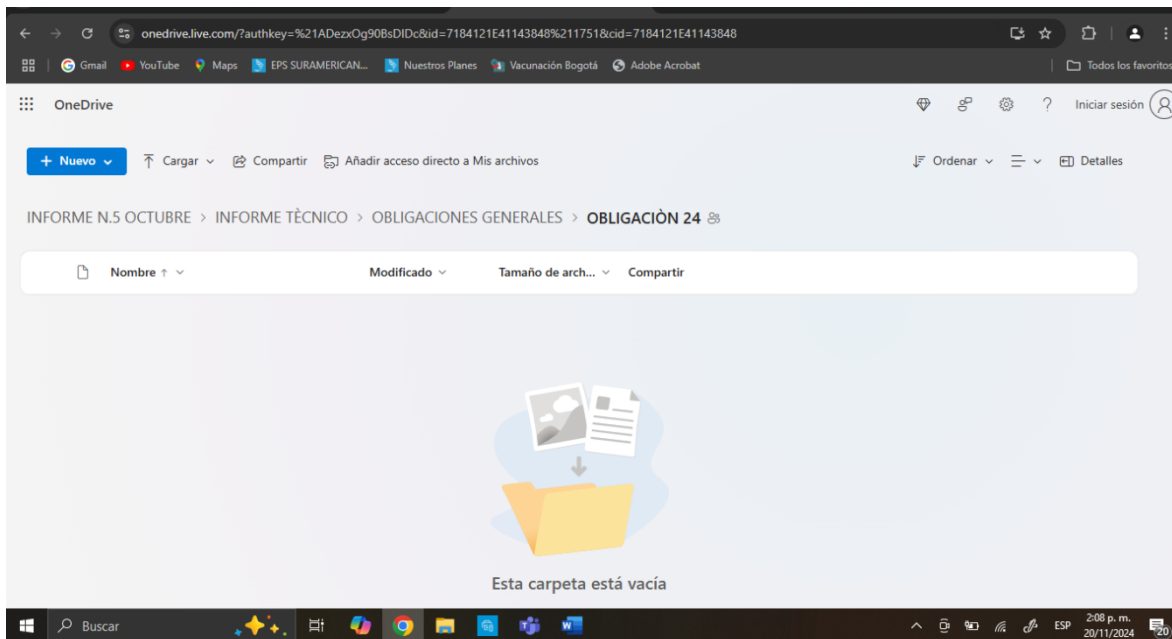 onedrive.live.com/?authkey=%21ADezxOg90BsDIDc&id=7184121E41143848%211751&cid=7184121E41143848
Gmail YouTube Maps EPS SURAMERICAN... Nuestros Planes Vacunación Bogotá Adobe Acrobat Todos los favoritos
OneDrive Iniciar sesión
+ Nuevo Cargar Compartir Añadir acceso directo a Mis archivos Ordenar Detalles
INFORME N.5 OCTUBRE > INFORME TÈCNICO > OBLIGACIONES GENERALES > OBLIGACIÒN 24
Nombre ↑ Modificado Tamaño de arch... Compartir
Esta carpeta está vacía
Buscar ESP 2:08 p. m.
20/11/2024 20